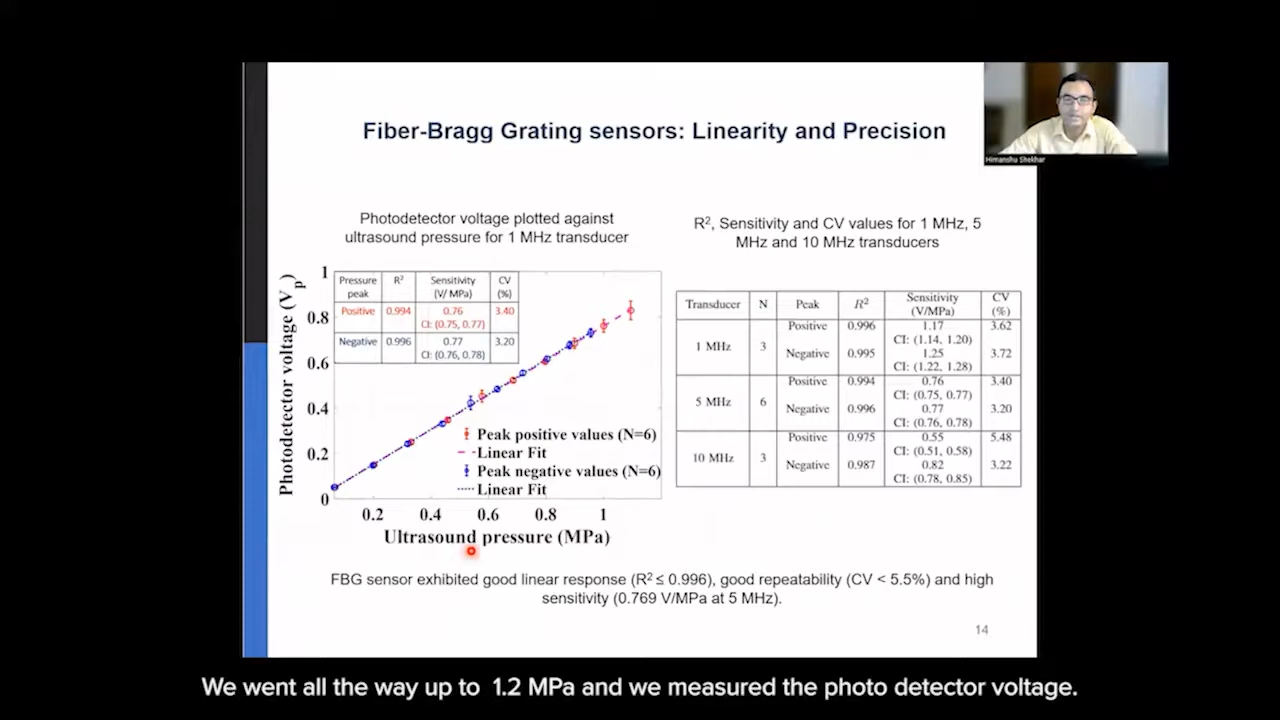 Fiber-Bragg Grating sensors: Linearity and Precision
Himanshu Shekhar
Photodetector voltage plotted against
ultrasound pressure for 1 MHz transducer
Photodetector voltage (Vp)
1
0.8
0.6
0.4
0.2
0
Pressure peak R² Sensitivity (V/ MPa) CV (%)
Positive 0.994 0.76 3.40
CI: (0.75, 0.77)
Negative 0.996 0.77 3.20
CI: (0.76, 0.78)
Peak positive values (N=6)
Linear Fit
Peak negative values (N=6)
Linear Fit
0.2 0.4 0.6 0.8 1
Ultrasound pressure (MPa)
R², Sensitivity and CV values for 1 MHz, 5
MHz and 10 MHz transducers
Transducer N Peak R² Sensitivity (V/MPa) CV (%)
1 MHz 3 Positive 0.996 1.17 3.62
CI: (1.14, 1.20)
Negative 0.995 1.25 3.72
CI: (1.22, 1.28)
5 MHz 6 Positive 0.994 0.76 3.40
CI: (0.75, 0.77)
Negative 0.996 0.77 3.20
CI: (0.76, 0.78)
10 MHz 3 Positive 0.975 0.55 5.48
CI: (0.51, 0.58)
Negative 0.987 0.82 3.22
CI: (0.78, 0.85)
FBG sensor exhibited good linear response (R² ≤ 0.996), good repeatability (CV < 5.5%) and high
sensitivity (0.769 V/MPa at 5 MHz).
14
We went all the way up to 1.2 MPa and we measured the photo detector voltage.